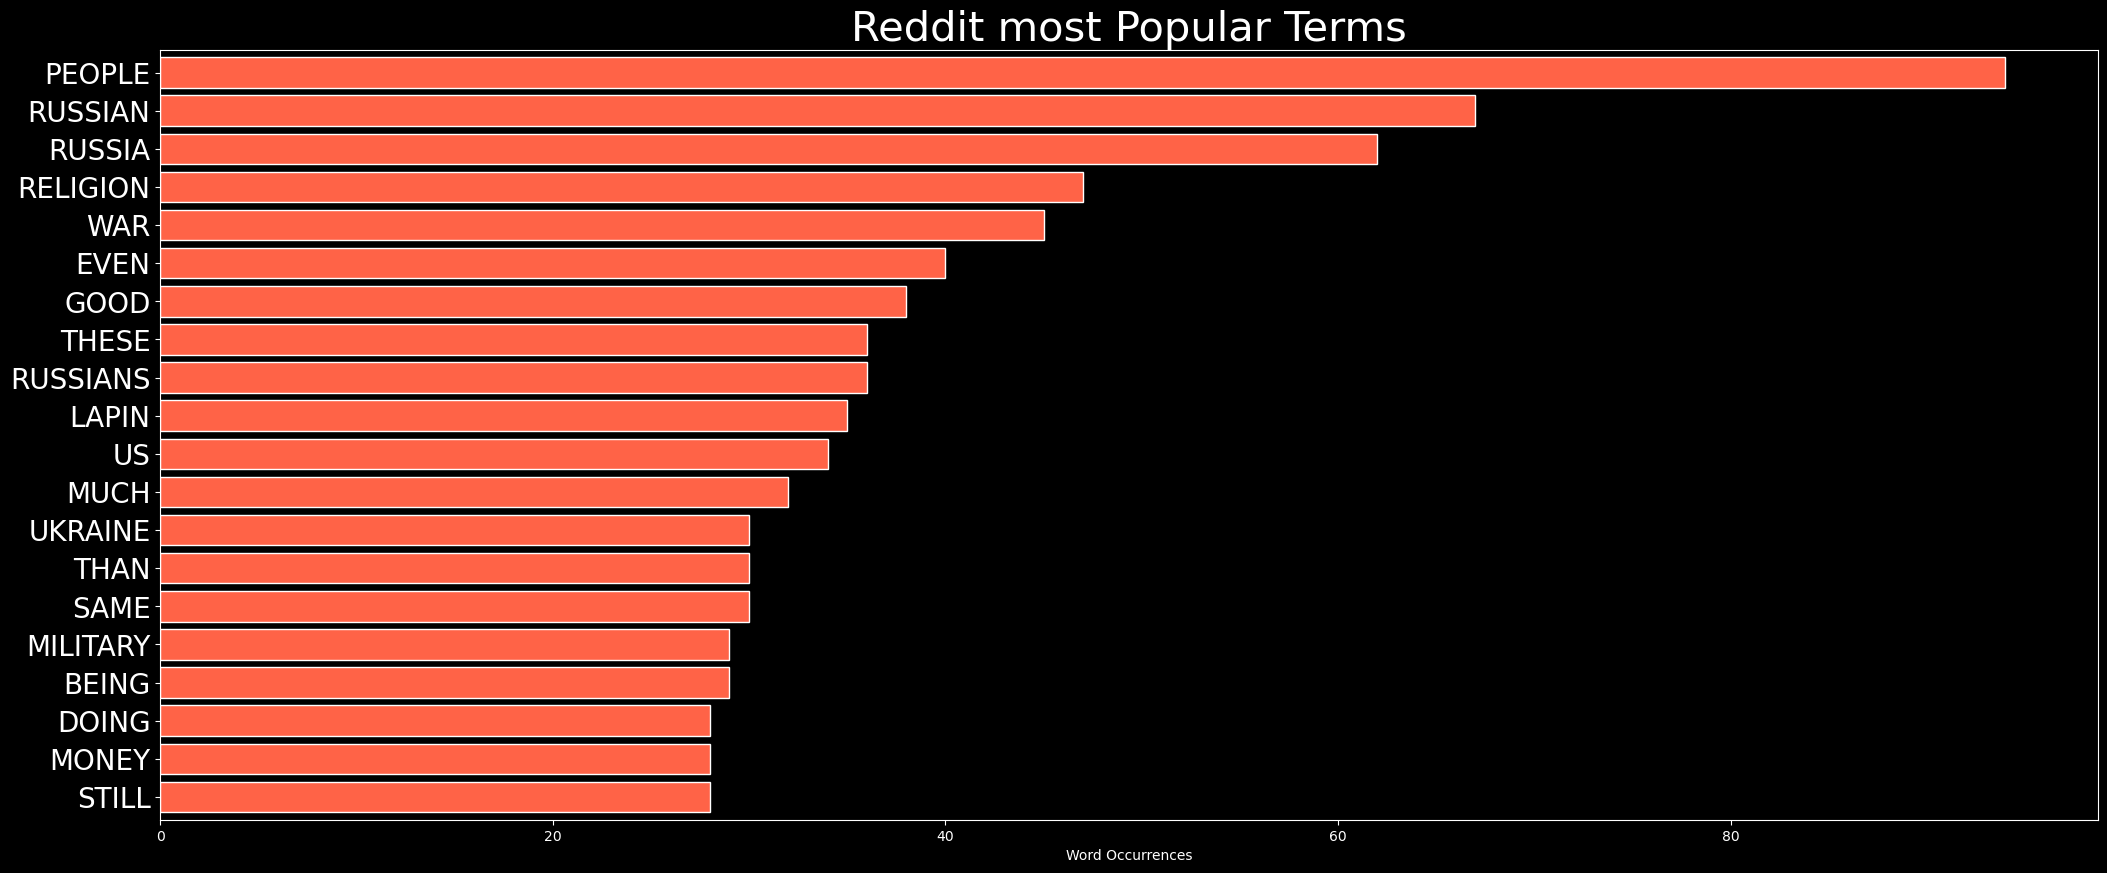 Reddit most Popular Terms
PEOPLE
RUSSIAN
RUSSIA
RELIGION
WAR
EVEN
GOOD
THESE
RUSSIANS
LAPIN
US
MUCH
UKRAINE
THAN
SAME
MILITARY
BEING
DOING
MONEY
STILL
0 20 40 60 80
Word Occurrences